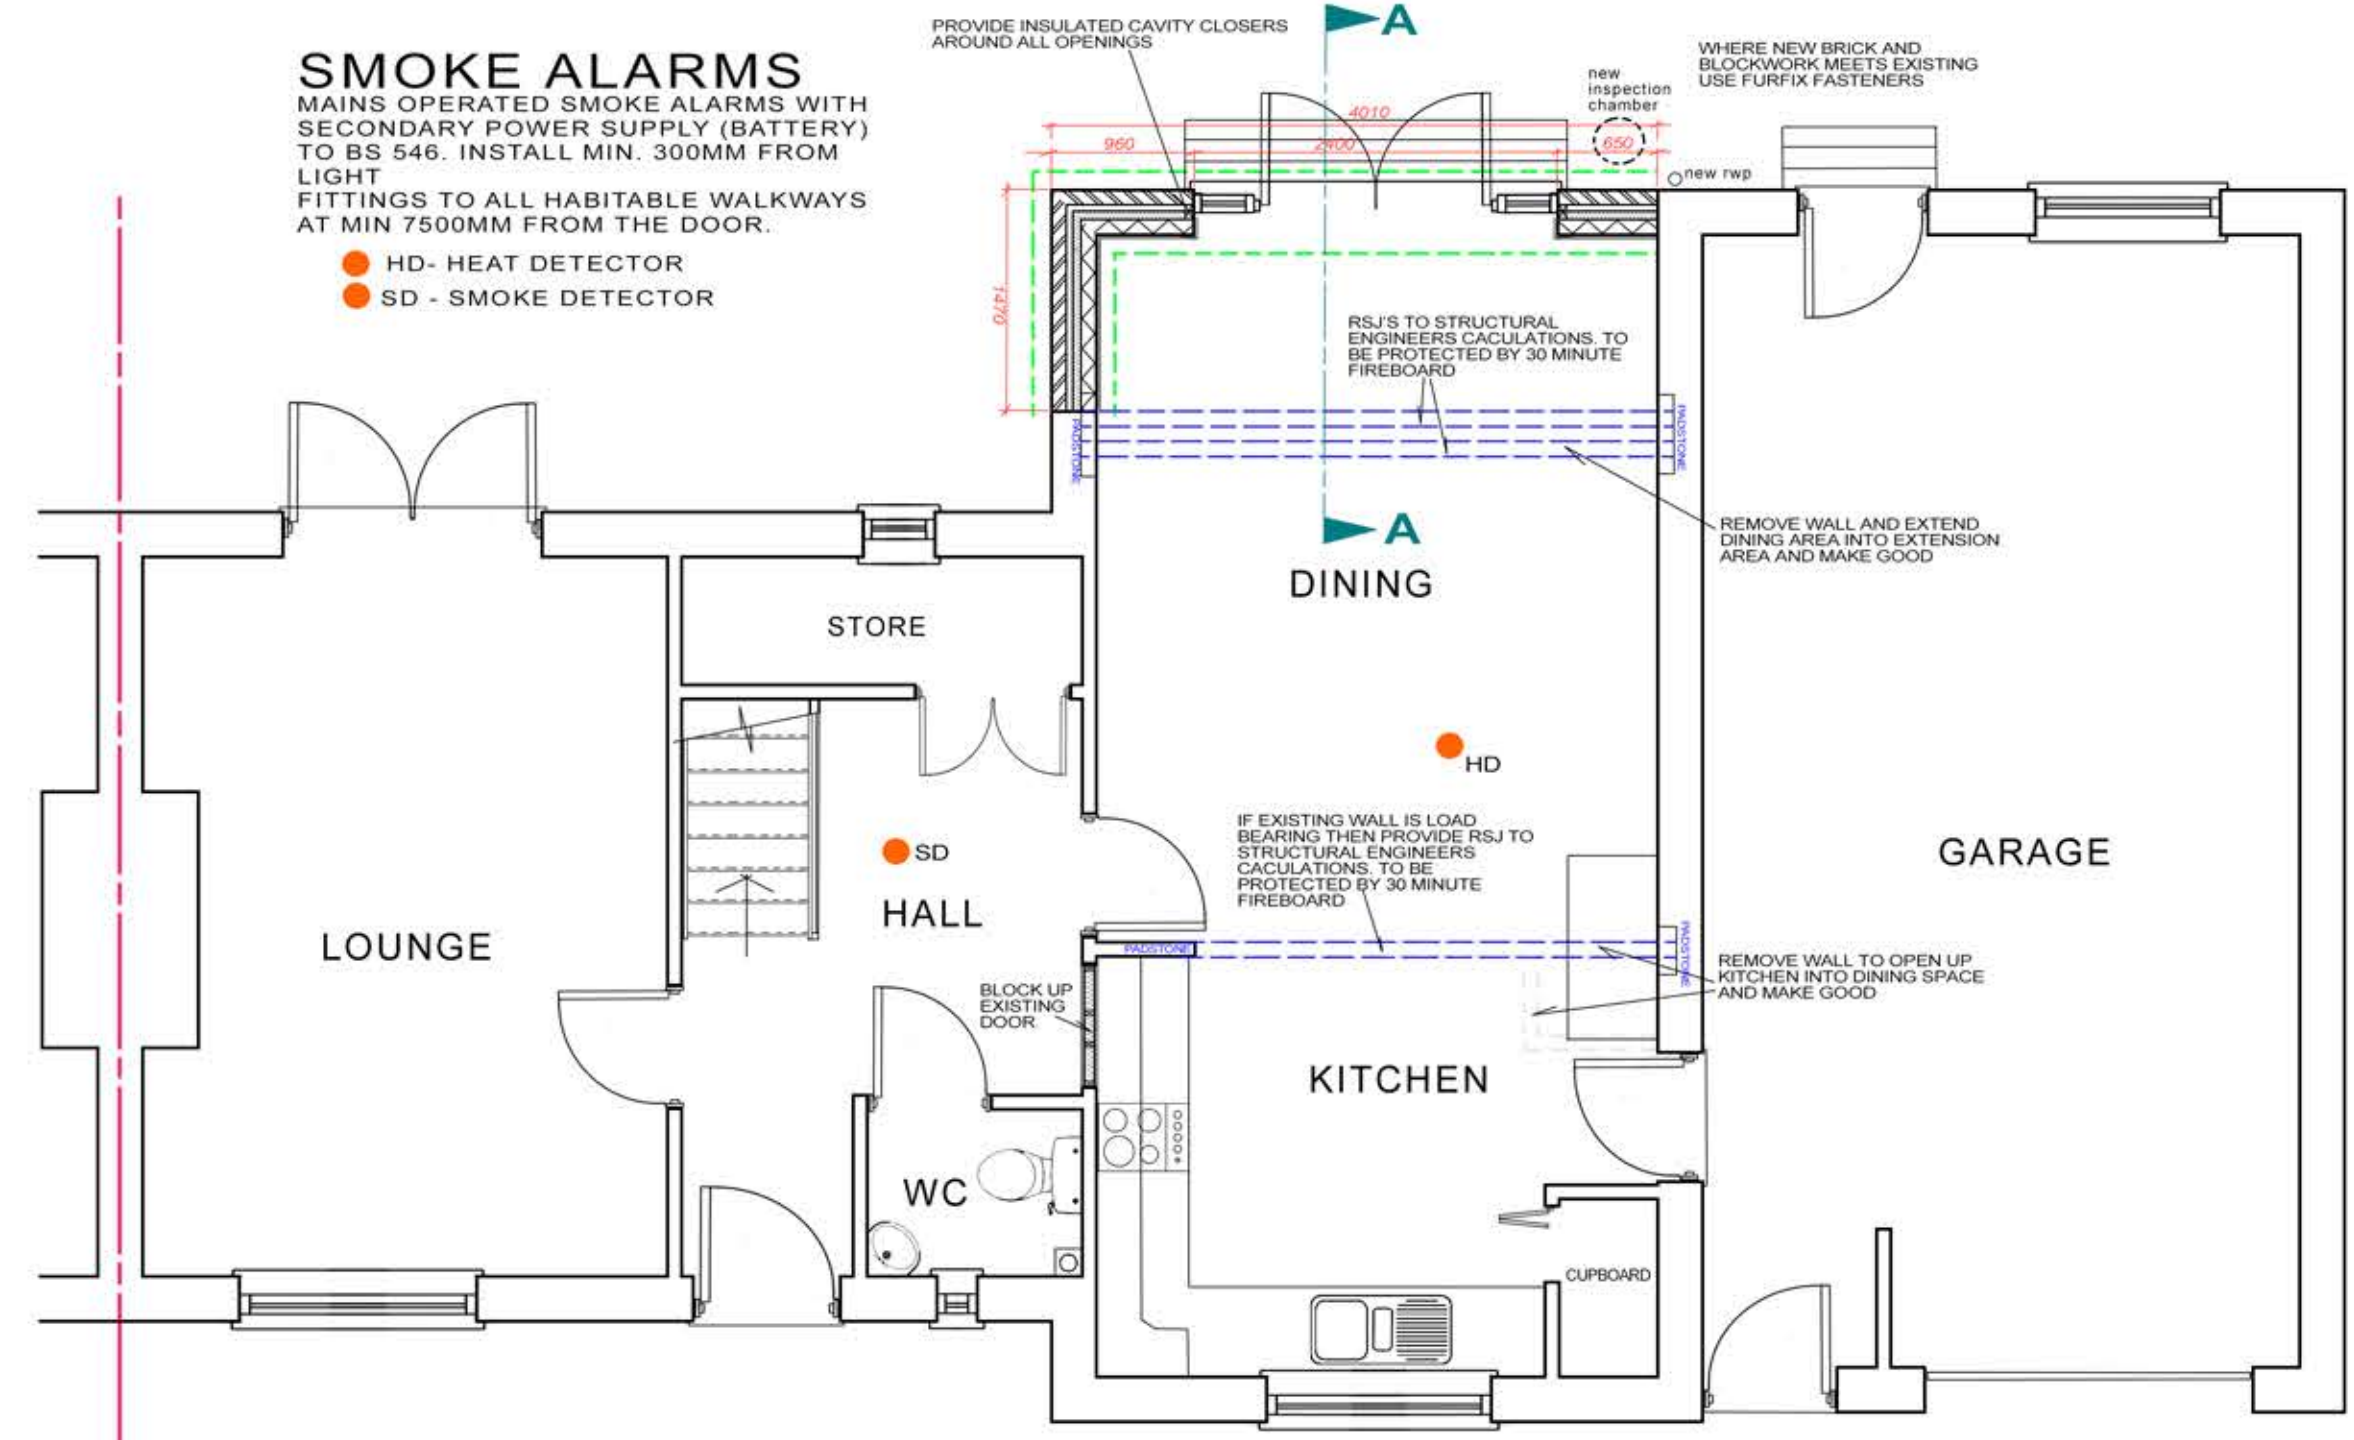 SMOKE ALARMS
MAINS OPERATED SMOKE ALARMS WITH
SECONDARY POWER SUPPLY (BATTERY)
TO BS 546. INSTALL MIN. 300MM FROM
LIGHT
FITTINGS TO ALL HABITABLE WALKWAYS
AT MIN 7500MM FROM THE DOOR.
HD- HEAT DETECTOR
SD - SMOKE DETECTOR
PROVIDE INSULATED CAVITY CLOSERS
AROUND ALL OPENINGS
A
new
inspection
chamber
WHERE NEW BRICK AND
BLOCKWORK MEETS EXISTING
USE FURFIX FASTENERS
4010
960
2400
650
new rwp
1470
RSJ'S TO STRUCTURAL
ENGINEERS CACULATIONS. TO
BE PROTECTED BY 30 MINUTE
FIREBOARD
PADSTONE
PADSTONE
A
REMOVE WALL AND EXTEND
DINING AREA INTO EXTENSION
AREA AND MAKE GOOD
DINING
STORE
HD
SD
HALL
IF EXISTING WALL IS LOAD
BEARING THEN PROVIDE RSJ TO
STRUCTURAL ENGINEERS
CACULATIONS. TO BE
PROTECTED BY 30 MINUTE
FIREBOARD
GARAGE
LOUNGE
PADSTONE
PADSTONE
REMOVE WALL TO OPEN UP
KITCHEN INTO DINING SPACE
AND MAKE GOOD
BLOCK UP
EXISTING
DOOR
KITCHEN
WC
CUPBOARD